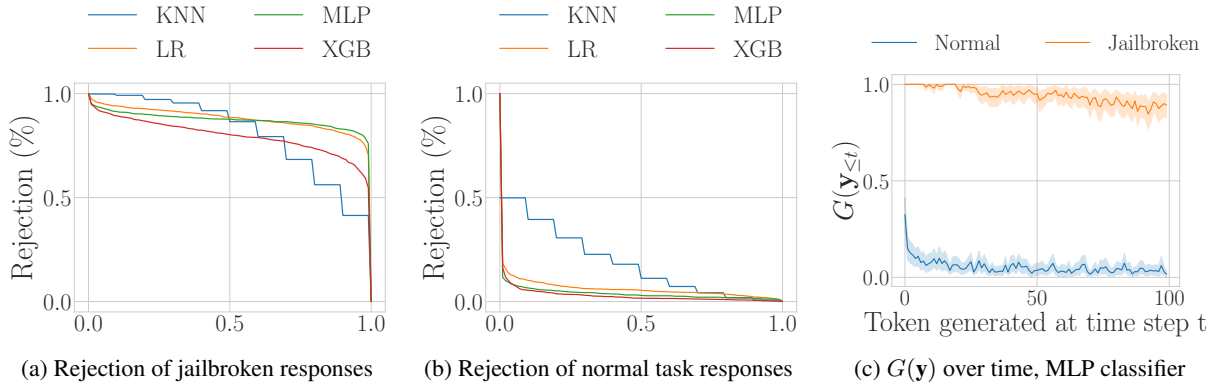 KNN MLP
LR XGB
Rejection (%)
1.0
0.5
0.0
0.0 0.5 1.0
(a) Rejection of jailbroken responses
KNN MLP
LR XGB
Rejection (%)
1.0
0.5
0.0
0.0 0.5 1.0
(b) Rejection of normal task responses
Normal Jailbroken
G(y≤t)
1.0
0.5
0.0
0 50 100
Token generated at time step t
(c) G(y) over time, MLP classifier